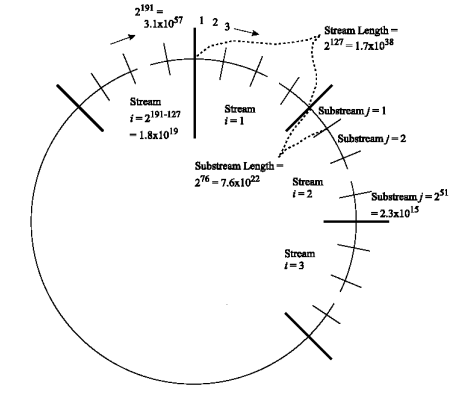 2^191 =
3.1x10^57
1 2 3
Stream Length =
2^127 = 1.7x10^38
Stream
i = 2^191-127
= 1.8x10^19
Stream
i = 1
Substream j = 1
Substream j = 2
Substream Length =
2^76 = 7.6x10^22
Stream
i = 2
Substream j = 2^51
= 2.3x10^15
Stream
i = 3